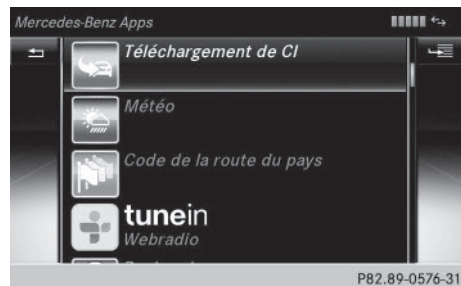 Mercedes-Benz Apps
Téléchargement de CI
Météo
Code de la route du pays
tunein
Webradio
P82.89-0576-31